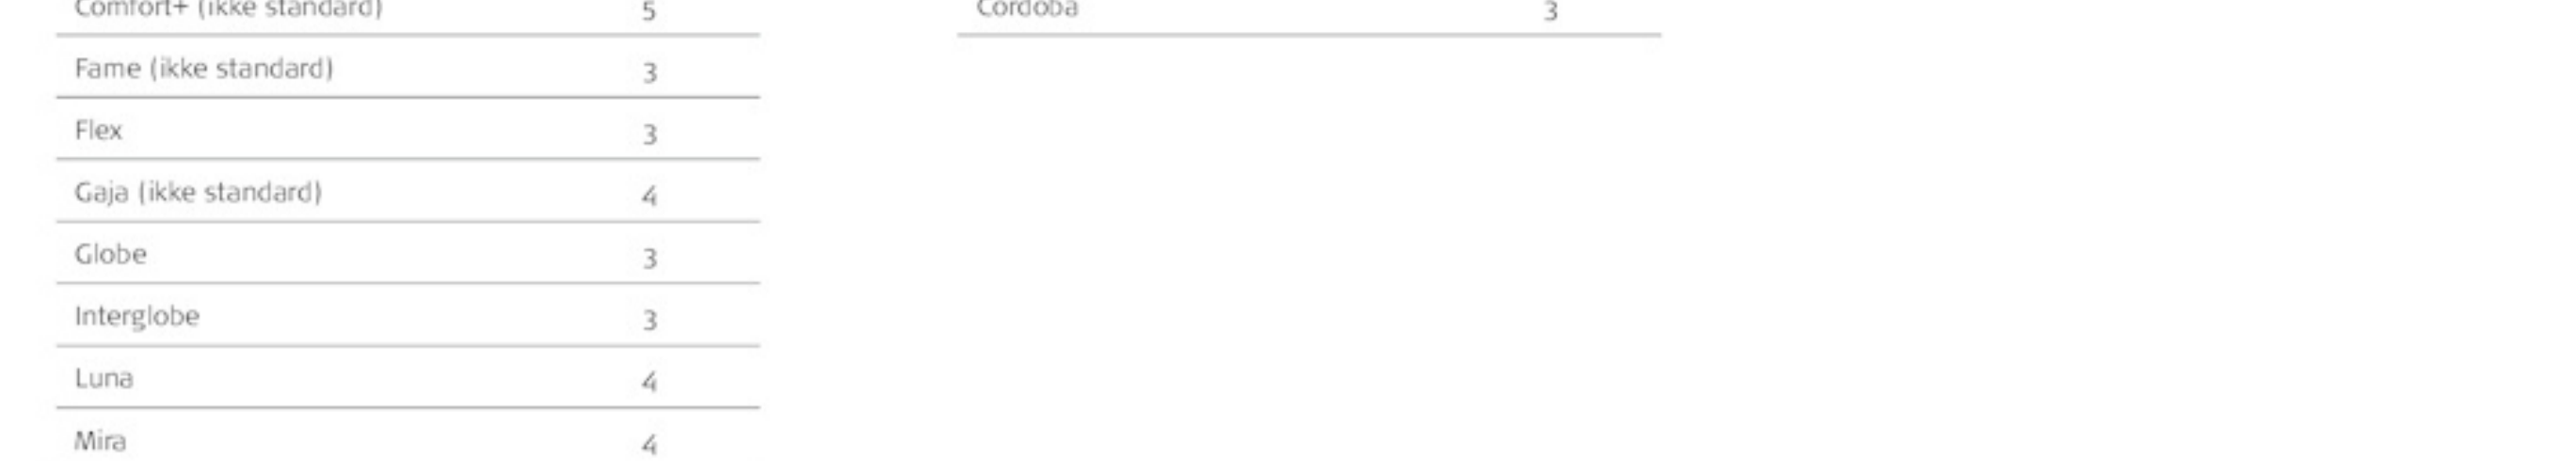 Comfort+ (ikke standard) 5
Fame (ikke standard) 3
Flex 3
Gaja (ikke standard) 4
Globe 3
Interglobe 3
Luna 4
Mira 4
Cordoba 3